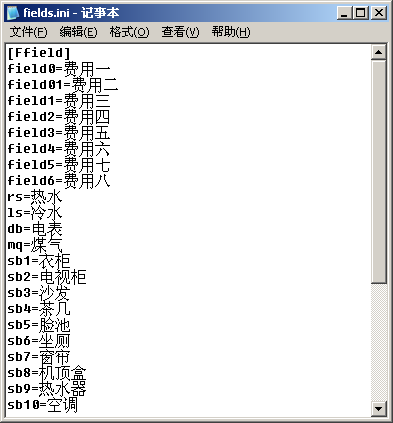 fields.ini - 记事本
文件(F) 编辑(E) 格式(O) 查看(V) 帮助(H)
[Ffield]
field0=费用一
field01=费用二
field1=费用三
field2=费用四
field3=费用五
field4=费用六
field5=费用七
field6=费用八
rs=热水
ls=冷水
db=电表
mq=煤气
sb1=衣柜
sb2=电视柜
sb3=沙发
sb4=茶几
sb5=脸池
sb6=坐厕
sb7=窗帘
sb8=机顶盒
sb9=热水器
sb10=空调